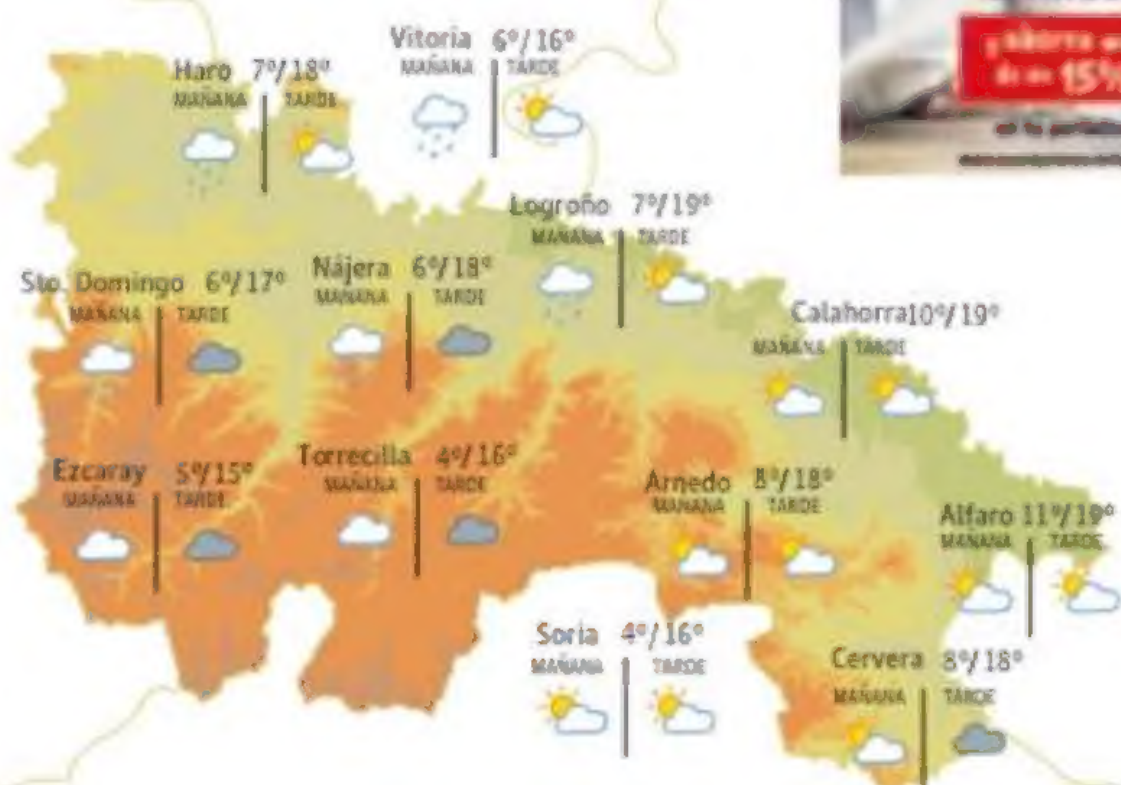 Vitoria 6º/16º
MAÑANA TARDE
Haro 7º/18º
MAÑANA TARDE
15%
Logroño 7º/19º
MAÑANA TARDE
Sto. Domingo 6º/17º
MAÑANA TARDE
Nájera 6º/18º
MAÑANA TARDE
Calahorra 10º/19º
MAÑANA TARDE
Ezcaray 5º/15º
MAÑANA TARDE
Torrecilla 4º/16º
MAÑANA TARDE
Arnedo 8º/18º
MAÑANA TARDE
Alfaro 11º/19º
MAÑANA TARDE
Soria 4º/16º
MAÑANA TARDE
Cervera 8º/18º
MAÑANA TARDE